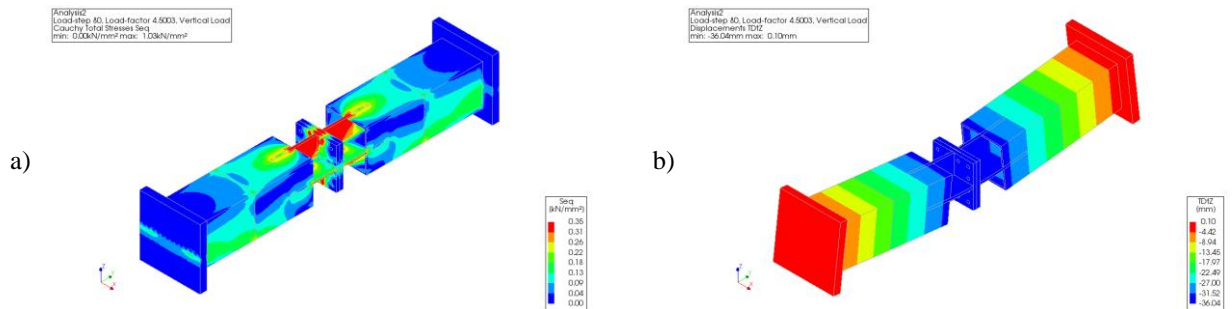 Analysis2
Load-step 80, Load-factor 4.5003, Vertical Load
Cauchy Total Stresses Seq
min: 0.00kN/mm² max: 1.03kN/mm²
a)
Seq
(kN/mm²)
0.35
0.31
0.26
0.22
0.18
0.13
0.09
0.04
0.00
Z
Y
X
Analysis2
Load-step 80, Load-factor 4.5003, Vertical Load
Displacements TDtZ
min: -36.04mm max: 0.10mm
b)
TDtZ
(mm)
0.10
-4.42
-8.94
-13.45
-17.97
-22.49
-27.00
-31.52
-36.04
Z
Y
X